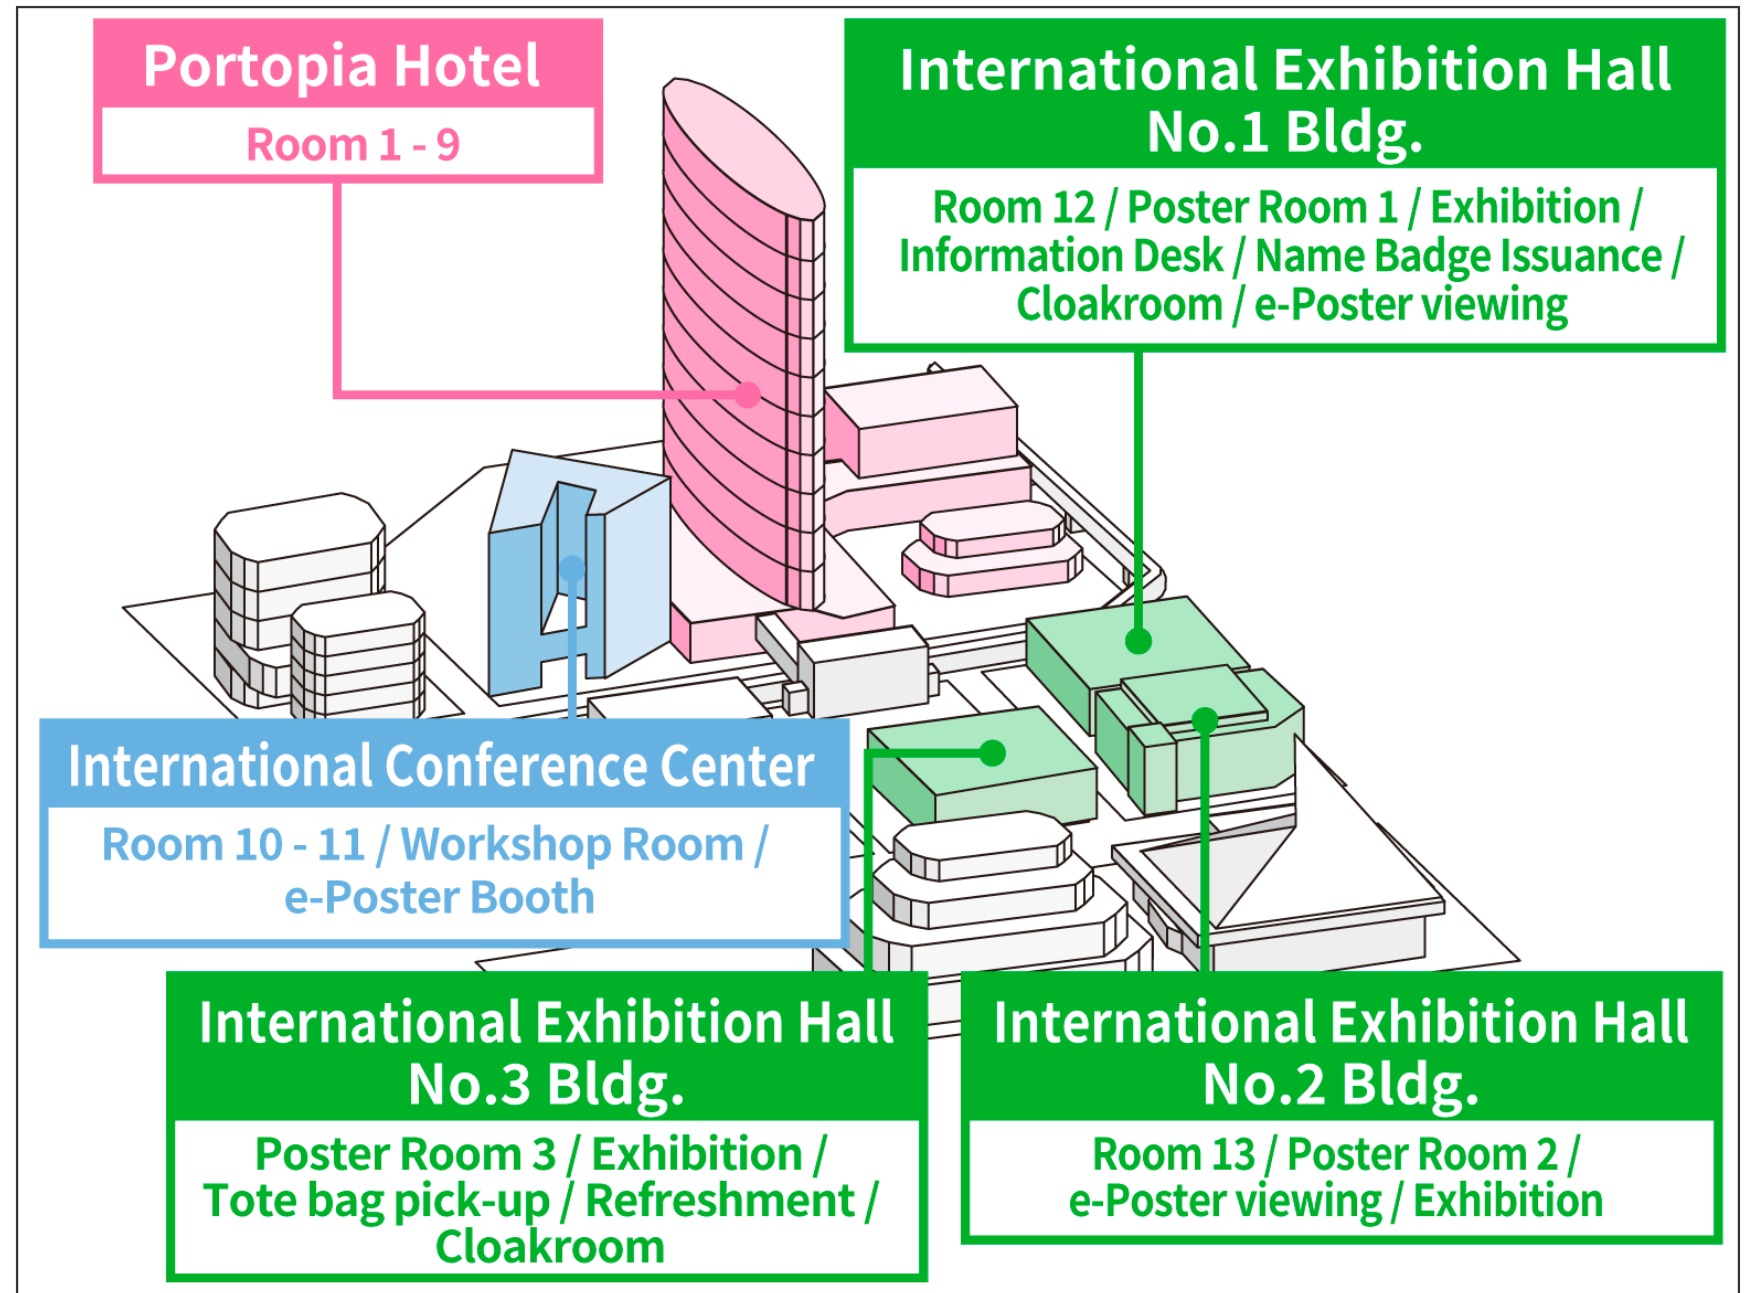 Portopia Hotel
Room 1 - 9
International Exhibition Hall
No.1 Bldg.
Room 12 / Poster Room 1 / Exhibition /
Information Desk / Name Badge Issuance /
Cloakroom / e-Poster viewing
International Conference Center
Room 10 - 11 / Workshop Room /
e-Poster Booth
International Exhibition Hall
No.3 Bldg.
Poster Room 3 / Exhibition /
Tote bag pick-up / Refreshment /
Cloakroom
International Exhibition Hall
No.2 Bldg.
Room 13 / Poster Room 2 /
e-Poster viewing / Exhibition